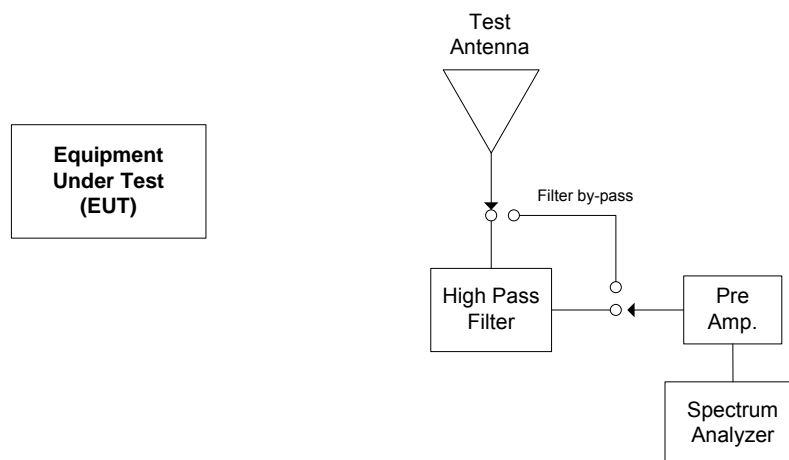 Test
Antenna
Equipment
Under Test
(EUT)
Filter by-pass
High Pass
Filter
Pre
Amp.
Spectrum
Analyzer